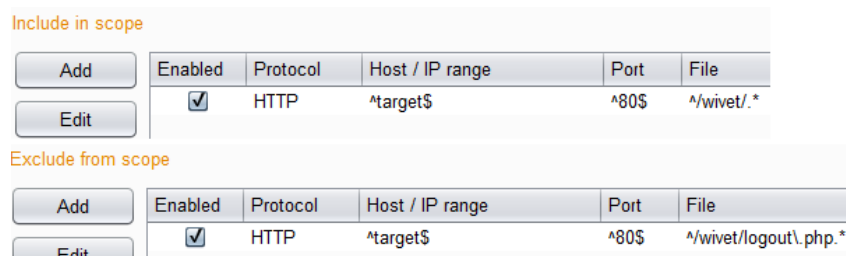 Include in scope
Add
Enabled Protocol Host / IP range Port File
HTTP ^target$ ^80$ ^/wivet/.*
Edit
Exclude from scope
Add
Enabled Protocol Host / IP range Port File
HTTP ^target$ ^80$ ^/wivet/logout\.php.*
Edit